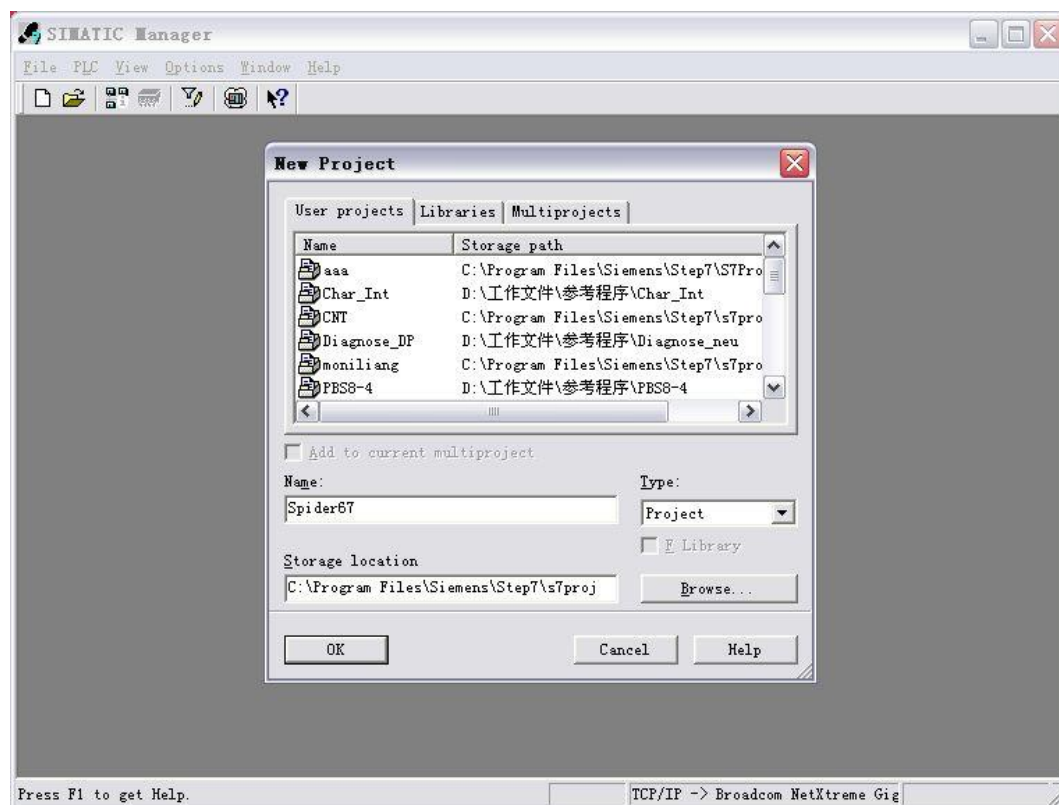 SIMATIC Manager
File PLC View Options Window Help
New Project
User projects Libraries Multiprojects
Name Storage path
aaa C:\Program Files\Siemens\Step7\S7Pro
Char_Int D:\工作文件\参考程序\Char_Int
CNT C:\Program Files\Siemens\Step7\s7pro
Diagnose_DP D:\工作文件\参考程序\Diagnose_neu
moniliang C:\Program Files\Siemens\Step7\s7pro
PBS8-4 D:\工作文件\参考程序\PBS8-4
Add to current multiproject
Name: Type:
Spider67 Project
F Library
Storage location
C:\Program Files\Siemens\Step7\s7proj Browse...
OK Cancel Help
Press F1 to get Help. TCP/IP -> Broadcom NetXtreme Gig